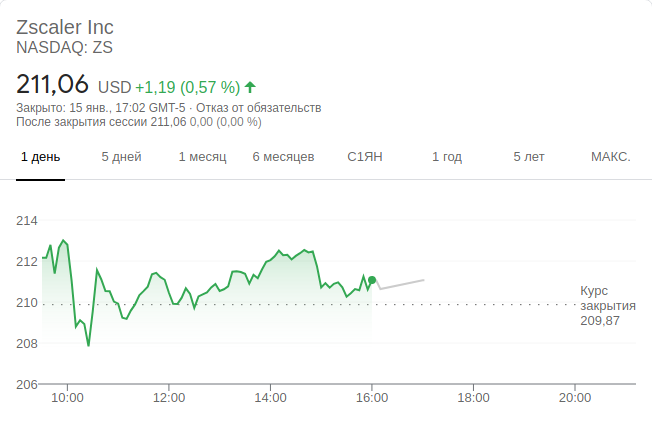 Zscaler Inc
NASDAQ: ZS
211,06 USD +1,19 (0,57 %)
Закрыто: 15 янв., 17:02 GMT-5 · Отказ от обязательств
После закрытия сессии 211,06 0,00 (0,00 %)
1 день 5 дней 1 месяц 6 месяцев С1ЯН 1 год 5 лет МАКС.
214
212
210
208
206
Курс
закрытия
209,87
10:00 12:00 14:00 16:00 18:00 20:00